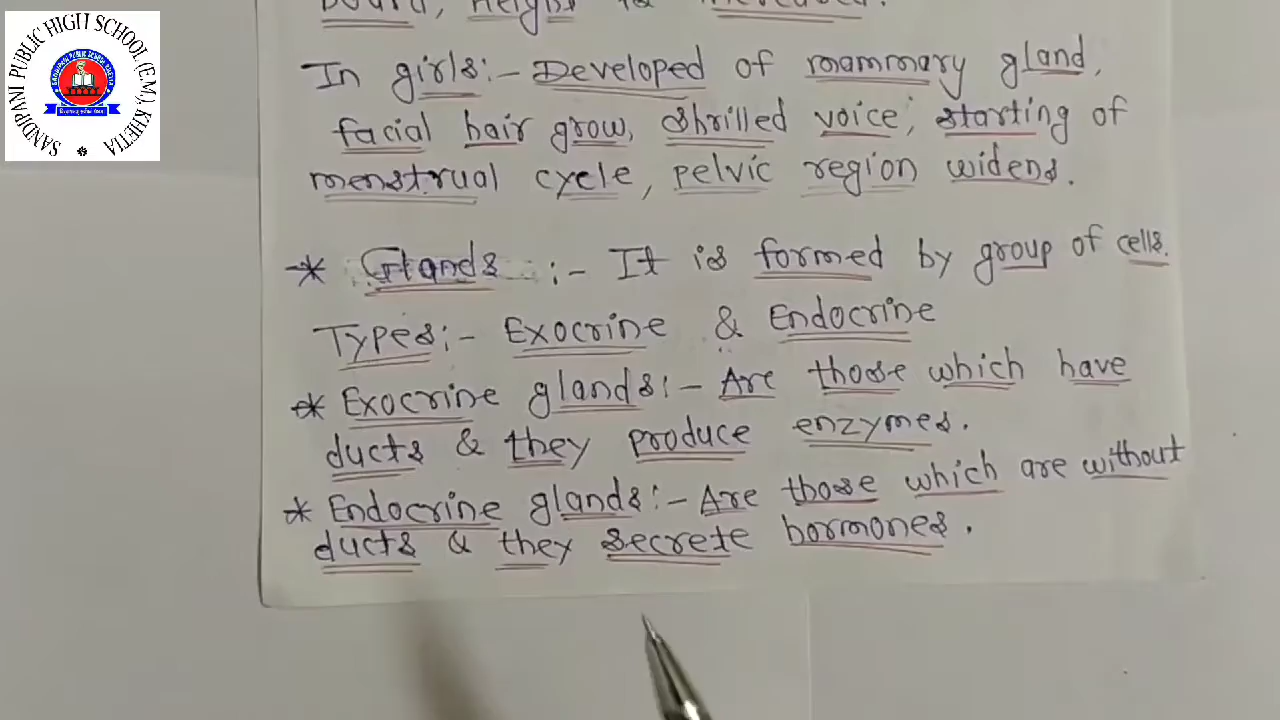 SANDIPANI PUBLIC HIGH SCHOOL (E.M), KHETIA
In girls:- Developed of mammary gland,
facial hair grow, Shrilled voice, starting of
menstrual cycle, pelvic region widens.
* Glands :- It is formed by group of cells.
Types:- Exocrine & Endocrine
* Exocrine glands:- Are those which have
ducts & they produce enzymes.
* Endocrine glands:- Are those which are without
ducts & they secrete hormones.